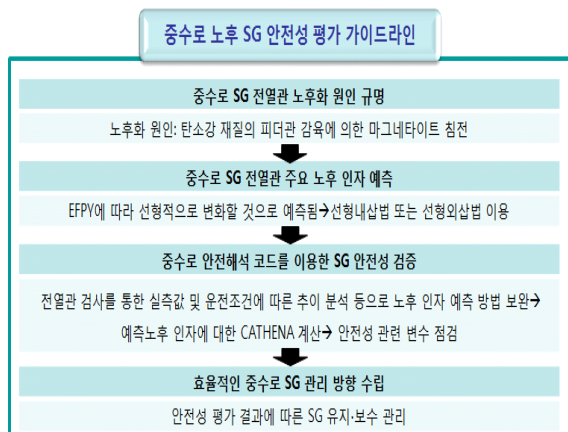 중수로 노후 SG 안전성 평가 가이드라인
중수로 SG 전열관 노후화 원인 규명
노후화 원인: 탄소강 재질의 피더관 감육에 의한 마그네타이트 침전
중수로 SG 전열관 주요 노후 인자 예측
EFPY에 따라 선형적으로 변화할 것으로 예측됨→선형내삽법 또는 선형외삽법 이용
중수로 안전해석 코드를 이용한 SG 안전성 검증
전열관 검사를 통한 실측값 및 운전조건에 따른 추이 분석 등으로 노후 인자 예측 방법 보완→
예측노후 인자에 대한 CATHENA 계산→ 안전성 관련 변수 점검
효율적인 중수로 SG 관리 방향 수립
안전성 평가 결과에 따른 SG 유지·보수 관리